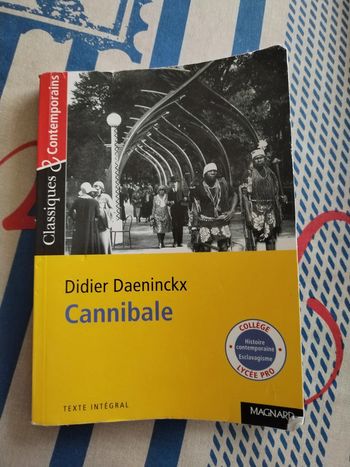 Classiques & Contemporains
Didier Daeninckx
Cannibale
COLLÈGE
Histoire
contemporaine
Esclavagisme
LYCÉE PRO
TEXTE INTÉGRAL
MAGNARD